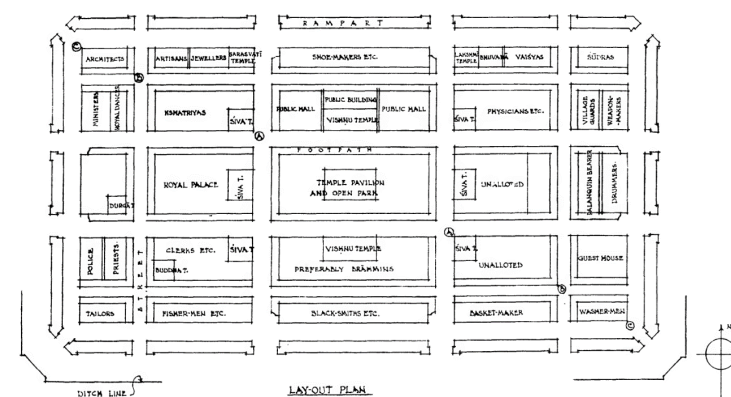 RAMPART
C
ARCHITECTS
ARTISANS
JEWELLERS
SARASVATI
TEMPLE
SHOE-MAKERS ETC.
LAKSHMI
TEMPLE
BHUVABA
VAISYAS
SŪDRAS
B
MINISTERS
ROYAL DANCER
KSHATRIYAS
SIVA T.
A
PUBLIC HALL
PUBLIC BUILDING
VISHNU TEMPLE
PUBLIC HALL
SIVA T.
PHYSICIANS ETC.
VILLAGE
GUARDS
WEAPON-
MAKERS
FOOTPATH
DURGA T.
ROYAL PALACE
SIVA T.
TEMPLE PAVILION
AND OPEN PARK
SIVA T.
UNALLOTED
PALANQUIN BEARER
DRUMMERS
POLICE
PRIESTS
STREET
CLERKS ETC.
SIVA T
BUDDHA T.
VISHNU TEMPLE
PREFERABLY BRĀHMINS
A
SIVA T.
UNALLOTED
GUEST HOUSE
B
TAILORS
FISHER-MEN ETC.
BLACK-SMITHS ETC.
BASKET-MAKER
WASHER-MEN
C
N
DITCH LINE
LAY-OUT PLAN